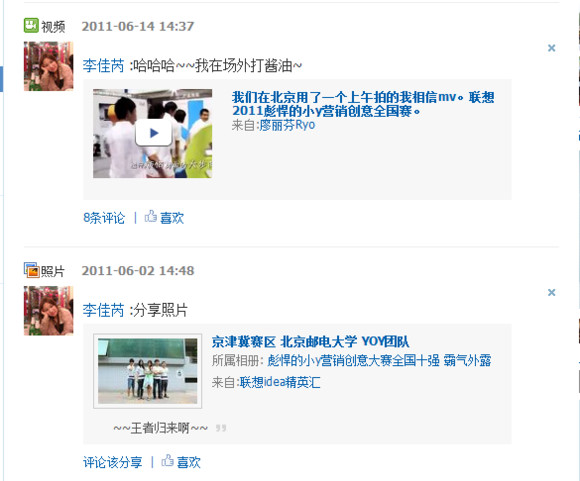 视频 2011-06-14 14:37
×
李佳芮 :哈哈哈~~我在场外打酱油~
我们在北京用了一个上午拍的我相信mv。联想
2011彪悍的小y营销创意全国赛。
来自:廖丽芬Ryo
8条评论 | 喜欢
照片 2011-06-02 14:48
×
李佳芮 :分享照片
京津冀赛区 北京邮电大学 YOY团队
所属相册: 彪悍的小y营销创意大赛全国十强 霸气外露
来自:联想idea精英汇
~~王者归来啊~~ ”
评论该分享 | 喜欢